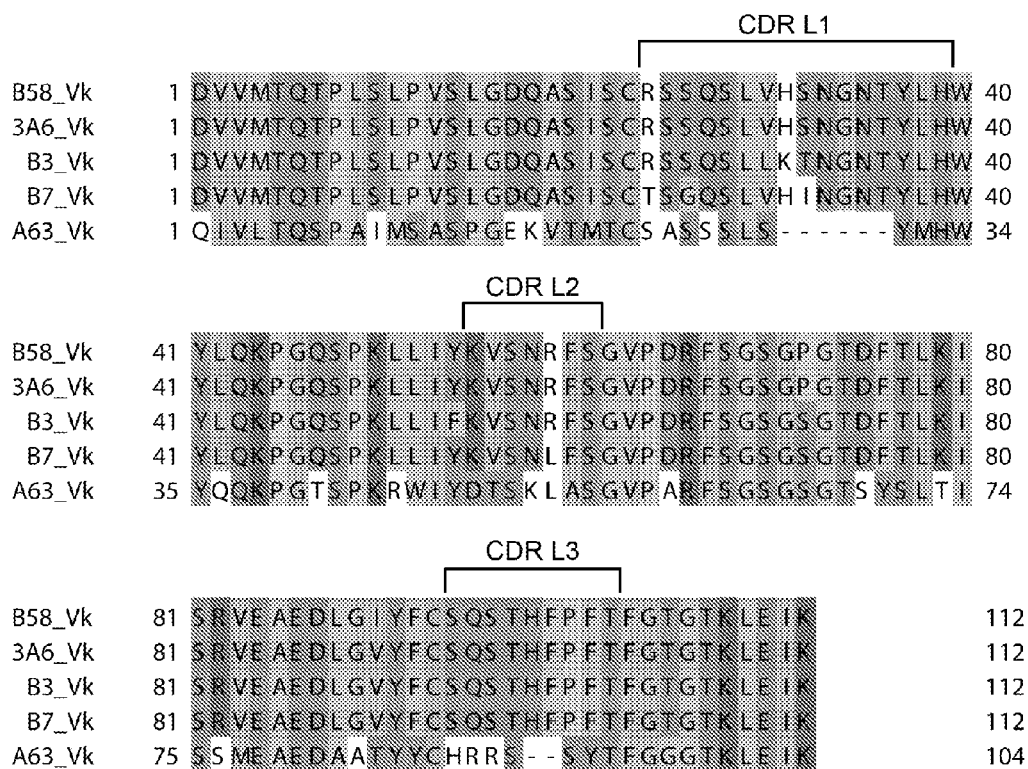 CDR L1
B58_Vk 1 DVVMTQTPLSLPVSLGDQASISCRSSQSLVHSNGNTYLHW 40
3A6_Vk 1 DVVMTQTPLSLPVSLGDQASISCRSSQSLVHSNGNTYLHW 40
B3_Vk 1 DVVMTQTPLSLPVSLGDQASISCRSSQSLLKTNGNTYLHW 40
B7_Vk 1 DVVMTQTPLSLPVSLGDQASISCTSGQSLVHINGNTYLHW 40
A63_Vk 1 QIVLTQSPAIMSASPGEKVTMTCSASSSLS------YMHW 34
CDR L2
B58_Vk 41 YLQKPGQSPKLLIYKVSNRFSGVPDRFSGSGPGTDFTLKI 80
3A6_Vk 41 YLQKPGQSPKLLIYKVSNRFSGVPDRFSGSGPGTDFTLKI 80
B3_Vk 41 YLQKPGQSPKLLIFKVSNRFSGVPDRFSGSGSGTDFTLKI 80
B7_Vk 41 YLQKPGQSPKLLIYKVSNLFSGVPDRFSGSGSGTDFTLKI 80
A63_Vk 35 YQQKPGTSPKRWIYDTSKLASGVPARFSGSGSGTSYSLTI 74
CDR L3
B58_Vk 81 SRVEAEDLGIYFCSQSTHFPFTFGTGTKLEIK 112
3A6_Vk 81 SRVEAEDLGVYFCSQSTHFPFTFGTGTKLEIK 112
B3_Vk 81 SRVEAEDLGVYFCSQSTHFPFTFGTGTKLEIK 112
B7_Vk 81 SRVEAEDLGVYFCSQSTHFPFTFGTGTKLEIK 112
A63_Vk 75 SSMEAEDAATYYCHRRS--SYTFGGGTKLEIK 104